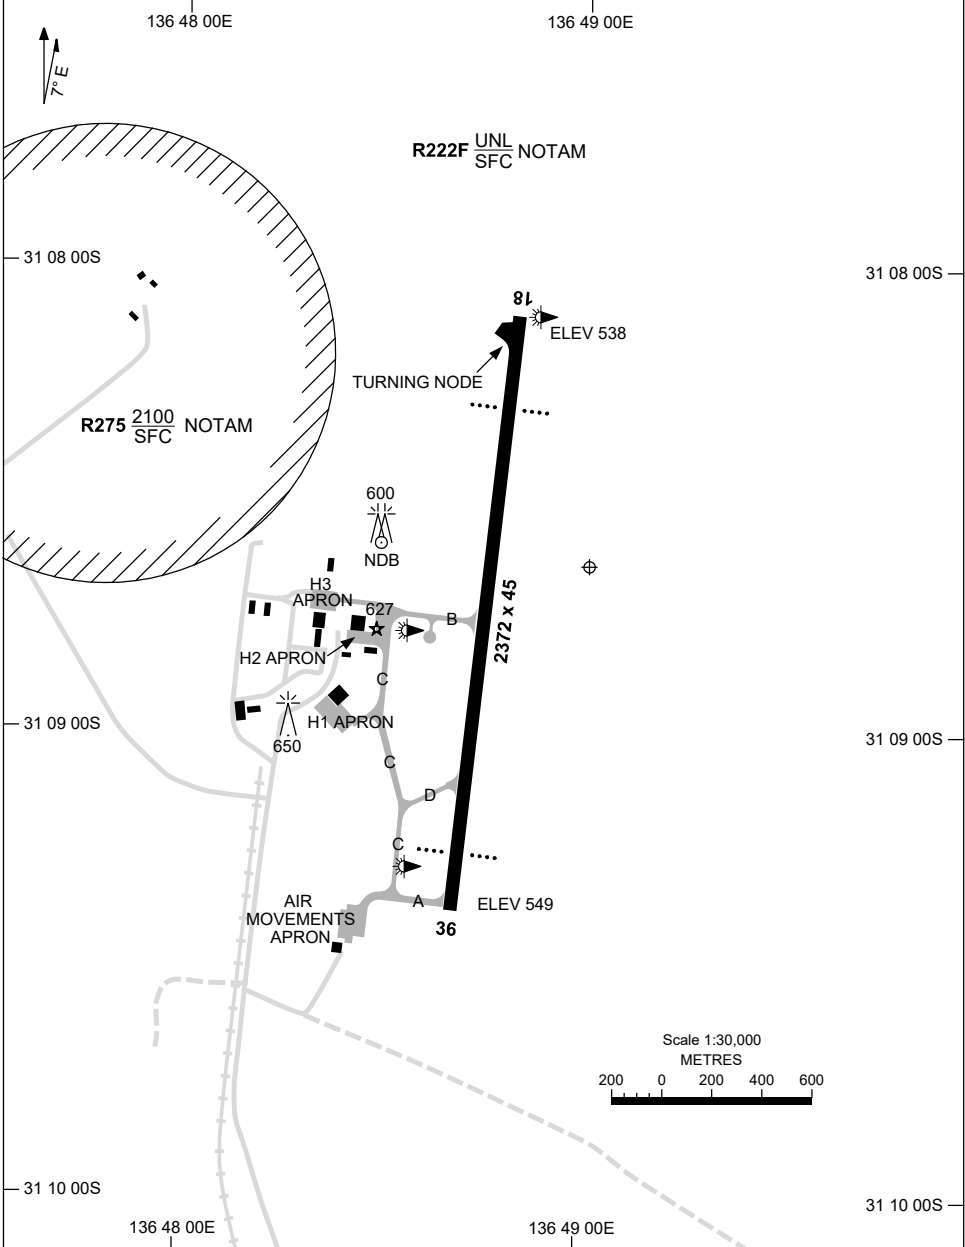 136 48 00E
136 49 00E
7° E
R222F UNL
SFC NOTAM
31 08 00S
31 08 00S
18
ELEV 538
TURNING NODE
R275 2100
SFC NOTAM
600
NDB
H3
APRON
627
B
2372 x 45
H2 APRON
C
H1 APRON
31 09 00S
31 09 00S
650
C
D
C
A
ELEV 549
AIR
MOVEMENTS
APRON
36
Scale 1:30,000
METRES
200 0 200 400 600
31 10 00S
31 10 00S
136 48 00E
136 49 00E